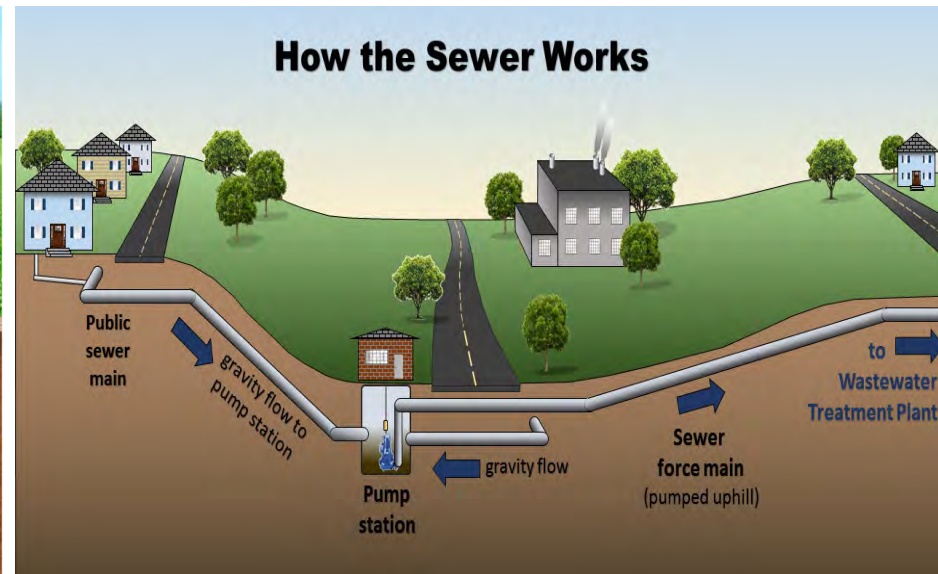 How the Sewer Works
Public
sewer
main
gravity flow to
pump station
Pump
station
gravity flow
Sewer
force main
(pumped uphill)
to
Wastewater
Treatment Plant